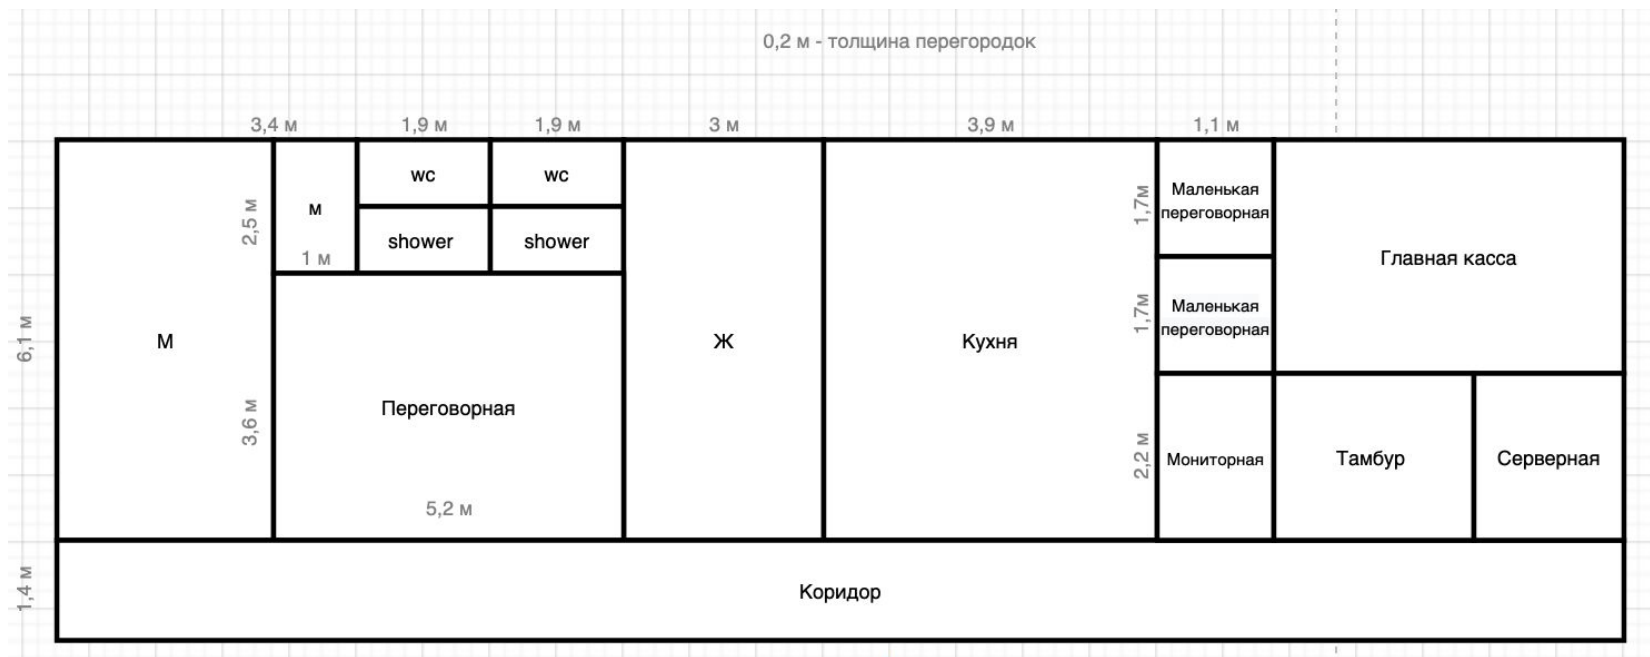 0,2 м - толщина перегородок
3,4 м
1,9 м
1,9 м
3 м
3,9 м
1,1 м
6,1 м
М
2,5 м
м
1 м
wc
wc
shower
shower
3,6 м
Переговорная
5,2 м
Ж
Кухня
1,7м
Маленькая
переговорная
1,7м
Маленькая
переговорная
2,2 м
Мониторная
Главная касса
Тамбур
Серверная
1,4 м
Коридор